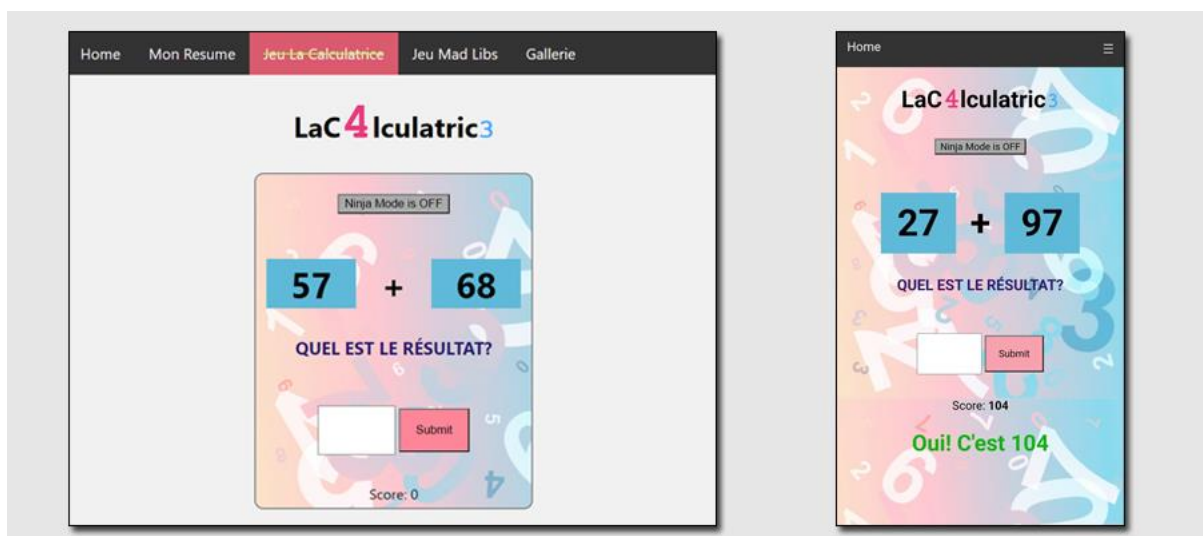 Home Mon Resume Jeu La Calculatrice Jeu Mad Libs Gallerie
LaC4lculatric3
Ninja Mode is OFF
57 + 68
QUEL EST LE RÉSULTAT?
Submit
Score: 0
Home ☰
LaC4lculatric3
Ninja Mode is OFF
27 + 97
QUEL EST LE RÉSULTAT?
Submit
Score: 104
Oui! C'est 104